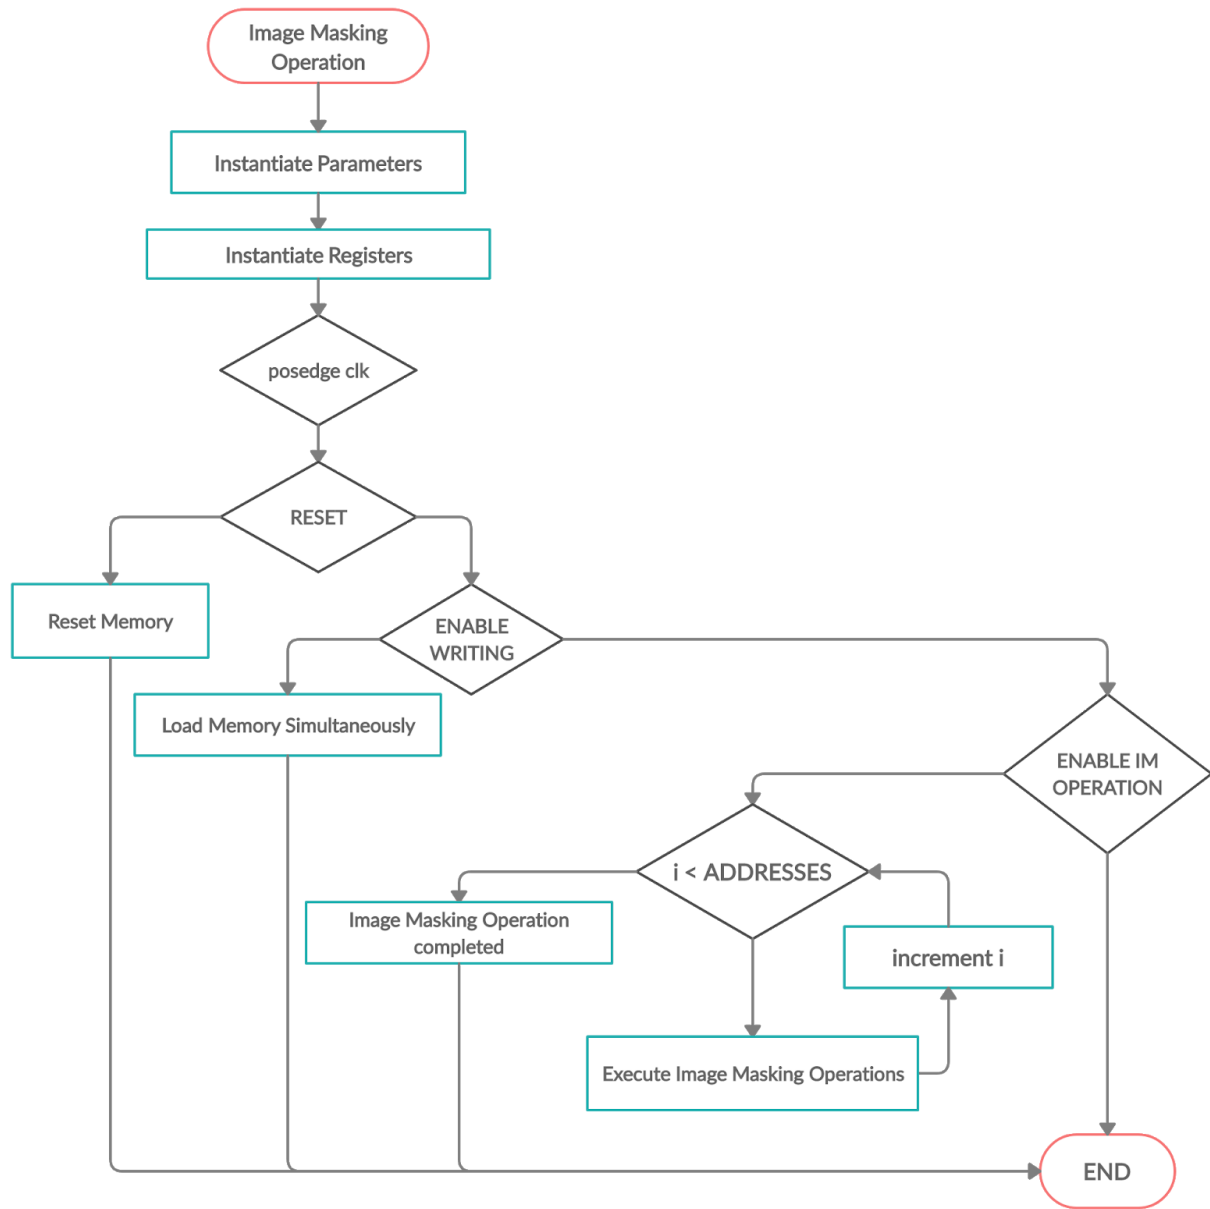 Image Masking
Operation
Instantiate Parameters
Instantiate Registers
posedge clk
RESET
Reset Memory
ENABLE
WRITING
Load Memory Simultaneously
ENABLE IM
OPERATION
i < ADDRESSES
Image Masking Operation
completed
increment i
Execute Image Masking Operations
END